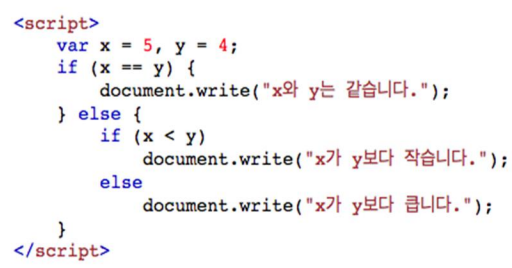 <script>
    var x = 5, y = 4;
    if (x == y) {
        document.write("x와 y는 같습니다.");
    } else {
        if (x < y)
            document.write("x가 y보다 작습니다.");
        else
            document.write("x가 y보다 큽니다.");
    }
</script>